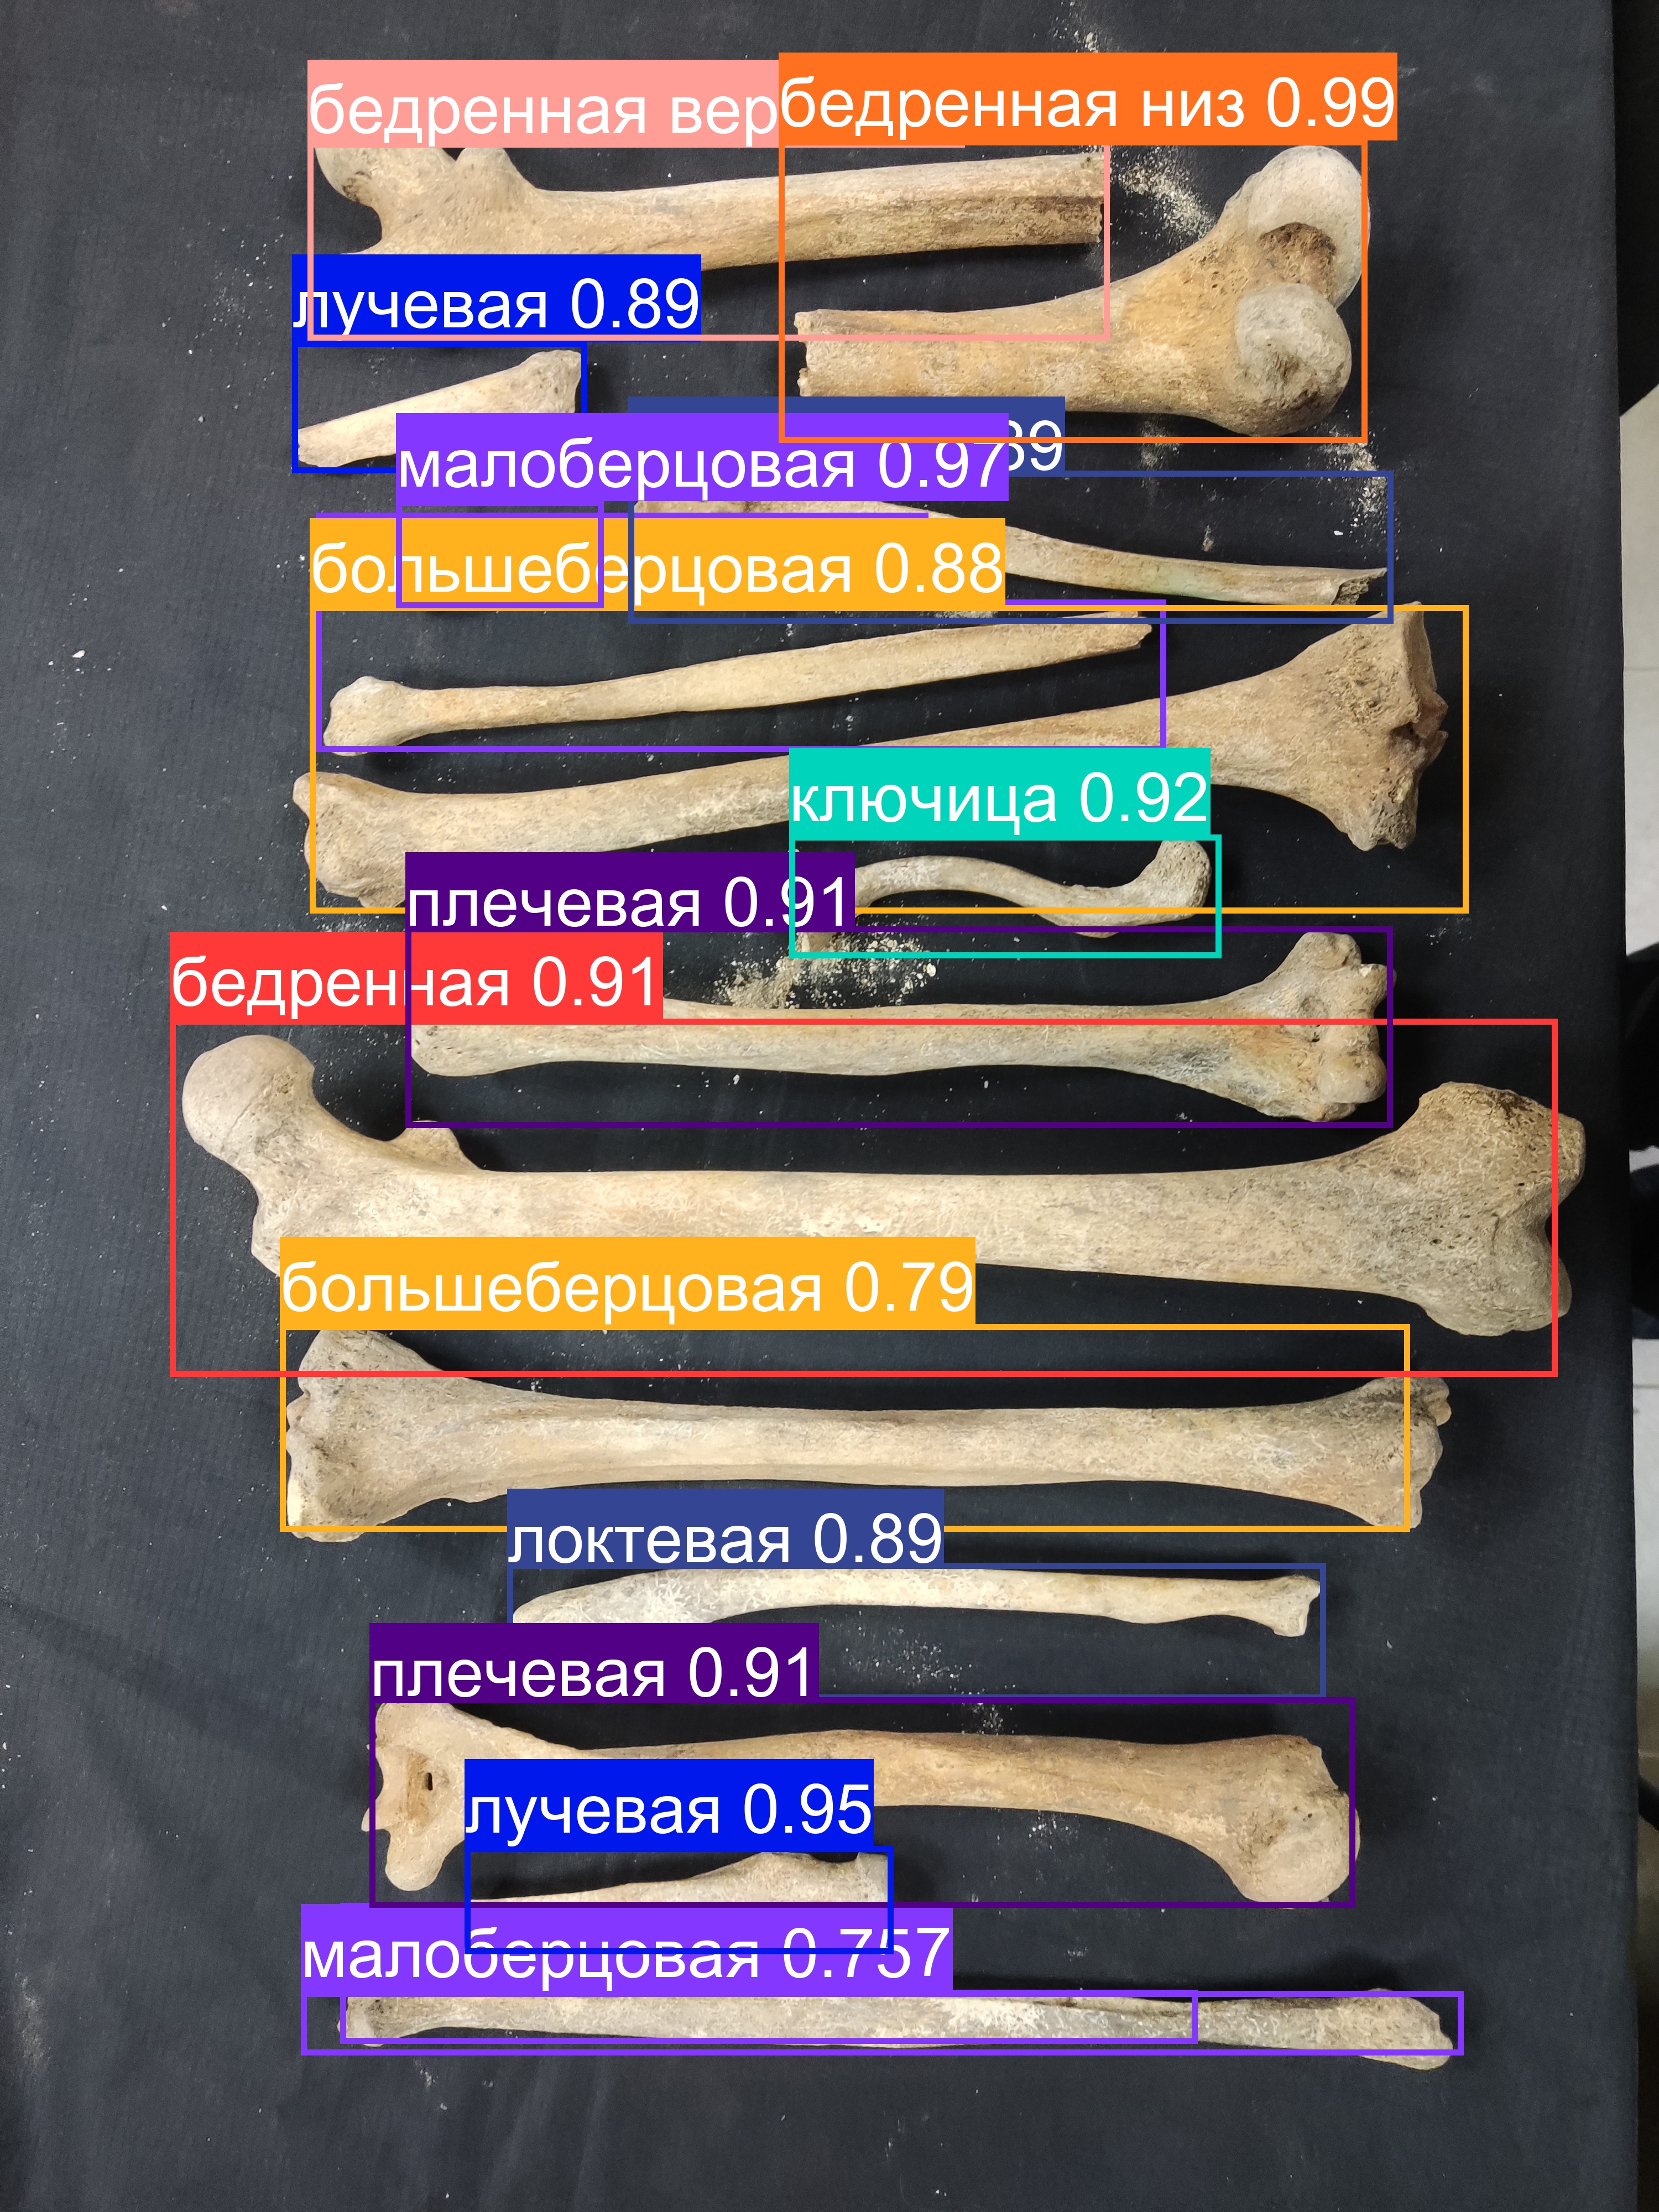 бедренная низ 0.99
бедренная вер
лучевая 0.89
89
малоберцовая 0.97
большеберцовая 0.88
ключица 0.92
плечевая 0.91
бедренная 0.91
большеберцовая 0.79
локтевая 0.89
плечевая 0.91
лучевая 0.95
малоберцовая 0.757